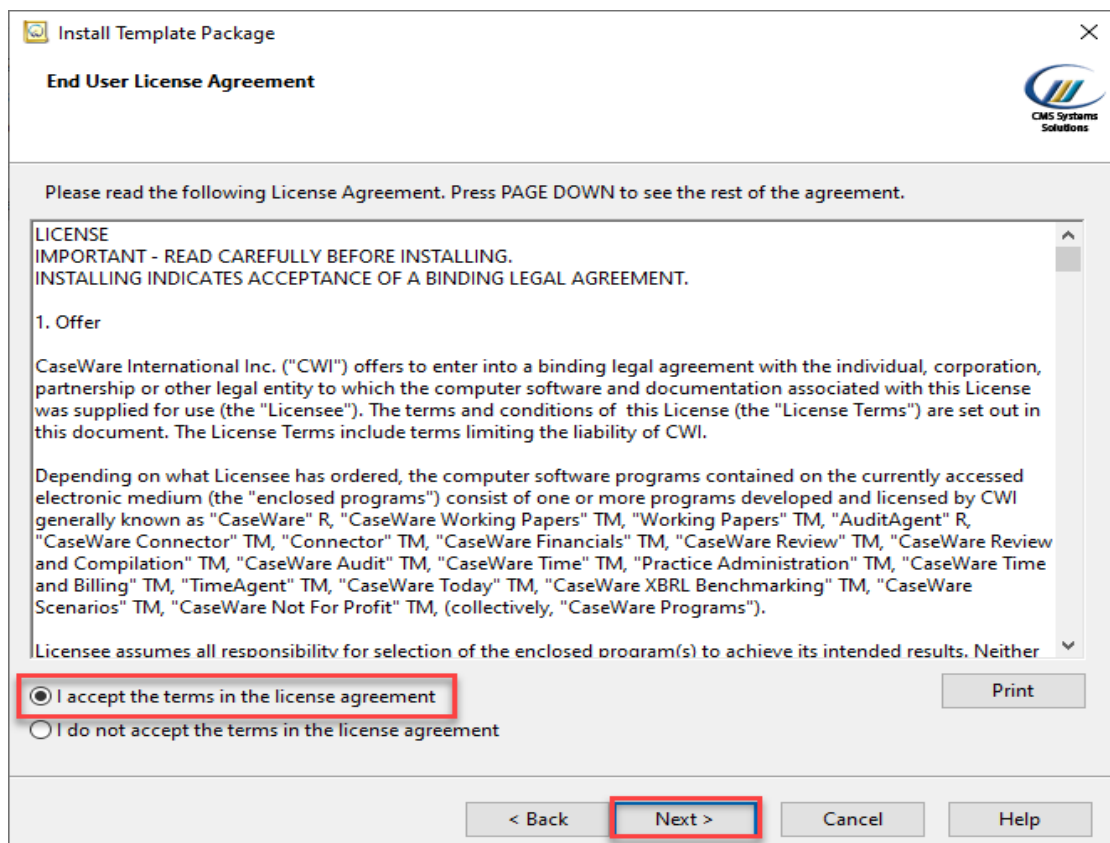 Install Template Package
End User License Agreement
CMS Systems
Solutions
Please read the following License Agreement. Press PAGE DOWN to see the rest of the agreement.
LICENSE
IMPORTANT - READ CAREFULLY BEFORE INSTALLING.
INSTALLING INDICATES ACCEPTANCE OF A BINDING LEGAL AGREEMENT.
1. Offer
CaseWare International Inc. ("CWI") offers to enter into a binding legal agreement with the individual, corporation,
partnership or other legal entity to which the computer software and documentation associated with this License
was supplied for use (the "Licensee"). The terms and conditions of  this License (the "License Terms") are set out in
this document. The License Terms include terms limiting the liability of CWI.
Depending on what Licensee has ordered, the computer software programs contained on the currently accessed
electronic medium (the "enclosed programs") consist of one or more programs developed and licensed by CWI
generally known as "CaseWare" R, "CaseWare Working Papers" TM, "Working Papers" TM, "AuditAgent" R,
"CaseWare Connector" TM, "Connector" TM, "CaseWare Financials" TM, "CaseWare Review" TM, "CaseWare Review
and Compilation" TM, "CaseWare Audit" TM, "CaseWare Time" TM, "Practice Administration" TM, "CaseWare Time
and Billing" TM, "TimeAgent" TM, "CaseWare Today" TM, "CaseWare XBRL Benchmarking" TM, "CaseWare
Scenarios" TM, "CaseWare Not For Profit" TM, (collectively, "CaseWare Programs").
Licensee assumes all responsibility for selection of the enclosed program(s) to achieve its intended results. Neither
I accept the terms in the license agreement
Print
I do not accept the terms in the license agreement
< Back
Next >
Cancel
Help